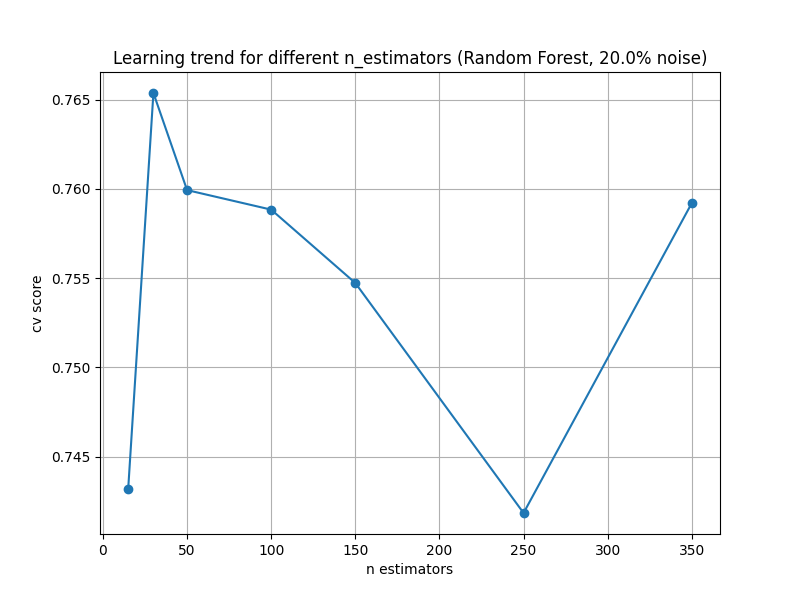 Learning trend for different n_estimators (Random Forest, 20.0% noise)
0.765
0.760
0.755
0.750
0.745
cv score
0 50 100 150 200 250 300 350
n estimators